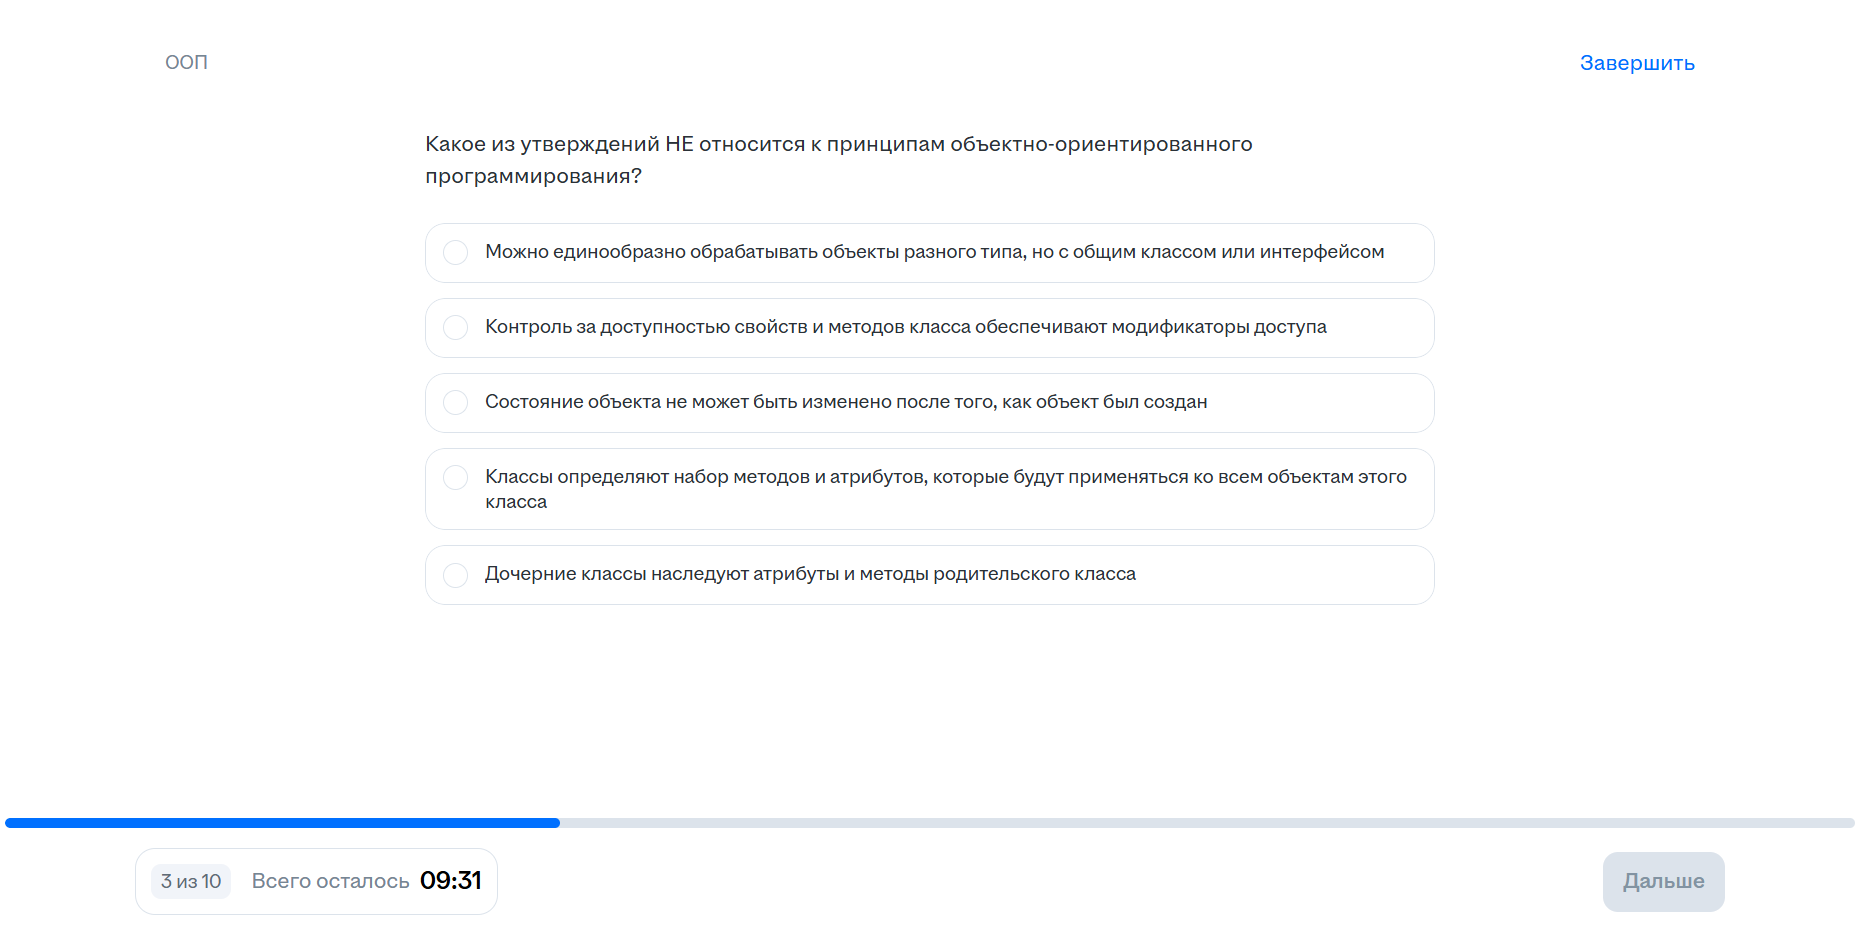 ООП
Завершить
Какое из утверждений НЕ относится к принципам объектно-ориентированного
программирования?
Можно единообразно обрабатывать объекты разного типа, но с общим классом или интерфейсом
Контроль за доступностью свойств и методов класса обеспечивают модификаторы доступа
Состояние объекта не может быть изменено после того, как объект был создан
Классы определяют набор методов и атрибутов, которые будут применяться ко всем объектам этого
класса
Дочерние классы наследуют атрибуты и методы родительского класса
3 из 10
Всего осталось 09:31
Дальше